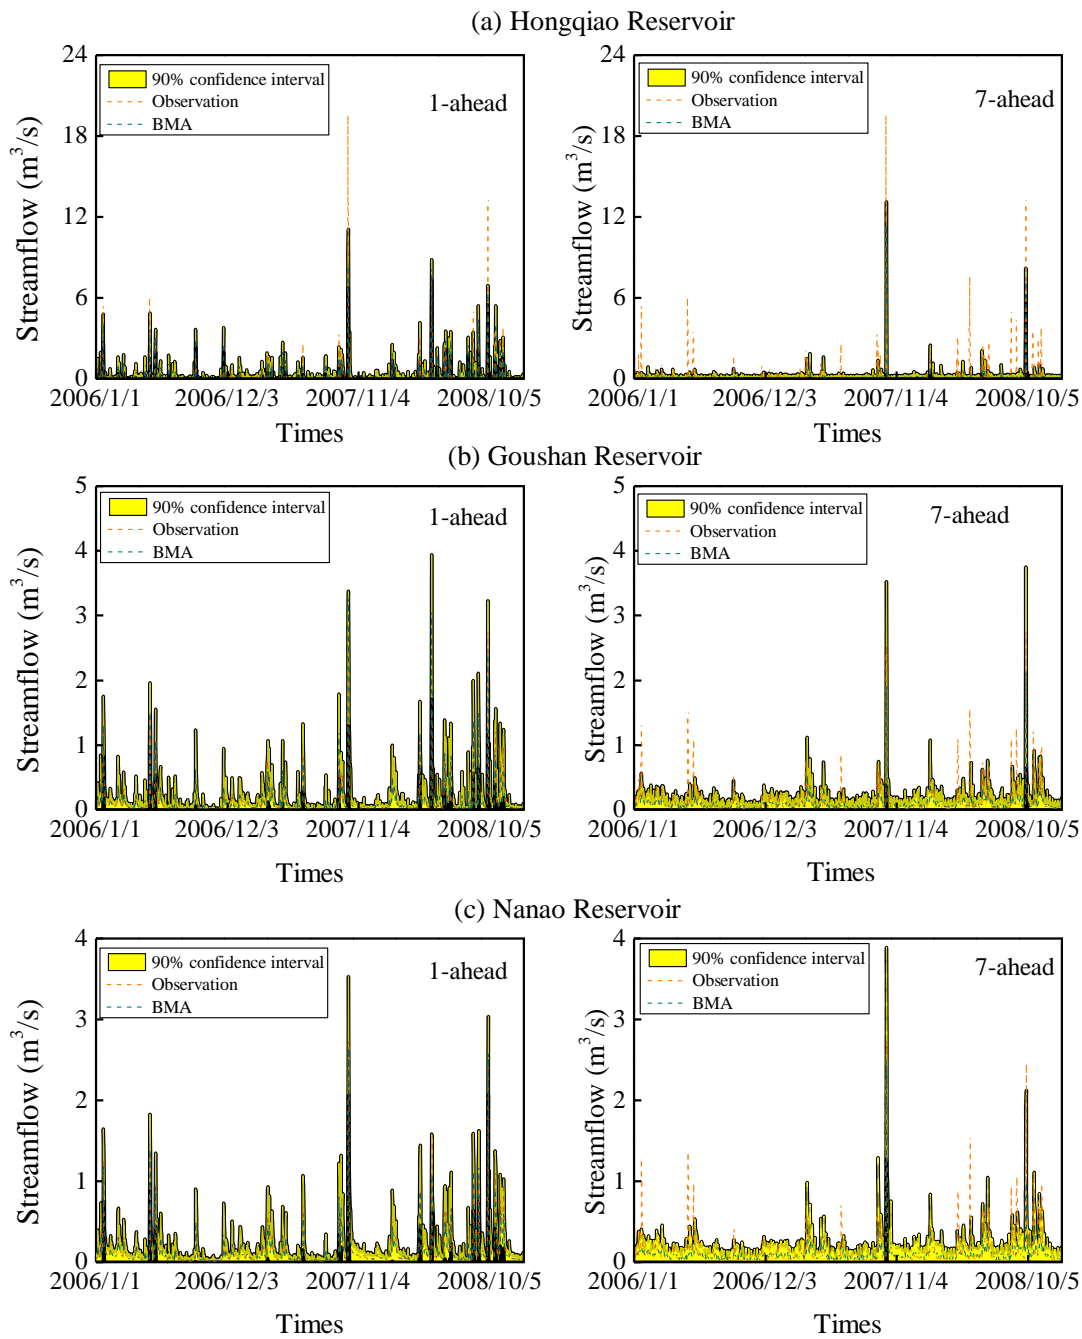 (a) Hongqiao Reservoir
24
18
12
6
0
Streamflow (m³/s)
90% confidence interval
Observation
BMA
1-ahead
2006/1/1 2006/12/3 2007/11/4 2008/10/5
Times
24
18
12
6
0
Streamflow (m³/s)
90% confidence interval
Observation
BMA
7-ahead
2006/1/1 2006/12/3 2007/11/4 2008/10/5
Times
(b) Goushan Reservoir
5
4
3
2
1
0
Streamflow (m³/s)
90% confidence interval
Observation
BMA
1-ahead
2006/1/1 2006/12/3 2007/11/4 2008/10/5
Times
5
4
3
2
1
0
Streamflow (m³/s)
90% confidence interval
Observation
BMA
7-ahead
2006/1/1 2006/12/3 2007/11/4 2008/10/5
Times
(c) Nanao Reservoir
4
3
2
1
0
Streamflow (m³/s)
90% confidence interval
Observation
BMA
1-ahead
2006/1/1 2006/12/3 2007/11/4 2008/10/5
Times
4
3
2
1
0
Streamflow (m³/s)
90% confidence interval
Observation
BMA
7-ahead
2006/1/1 2006/12/3 2007/11/4 2008/10/5
Times